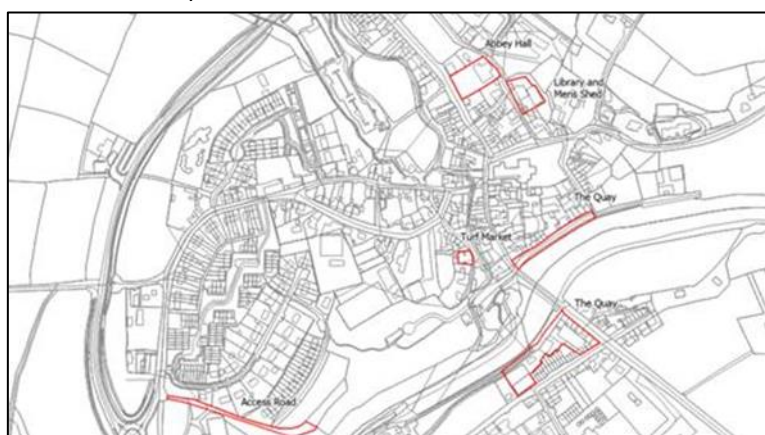 Abbey Hall
Library and
Mens Shed
The Quay
Turf Market
The Quay
Access Road